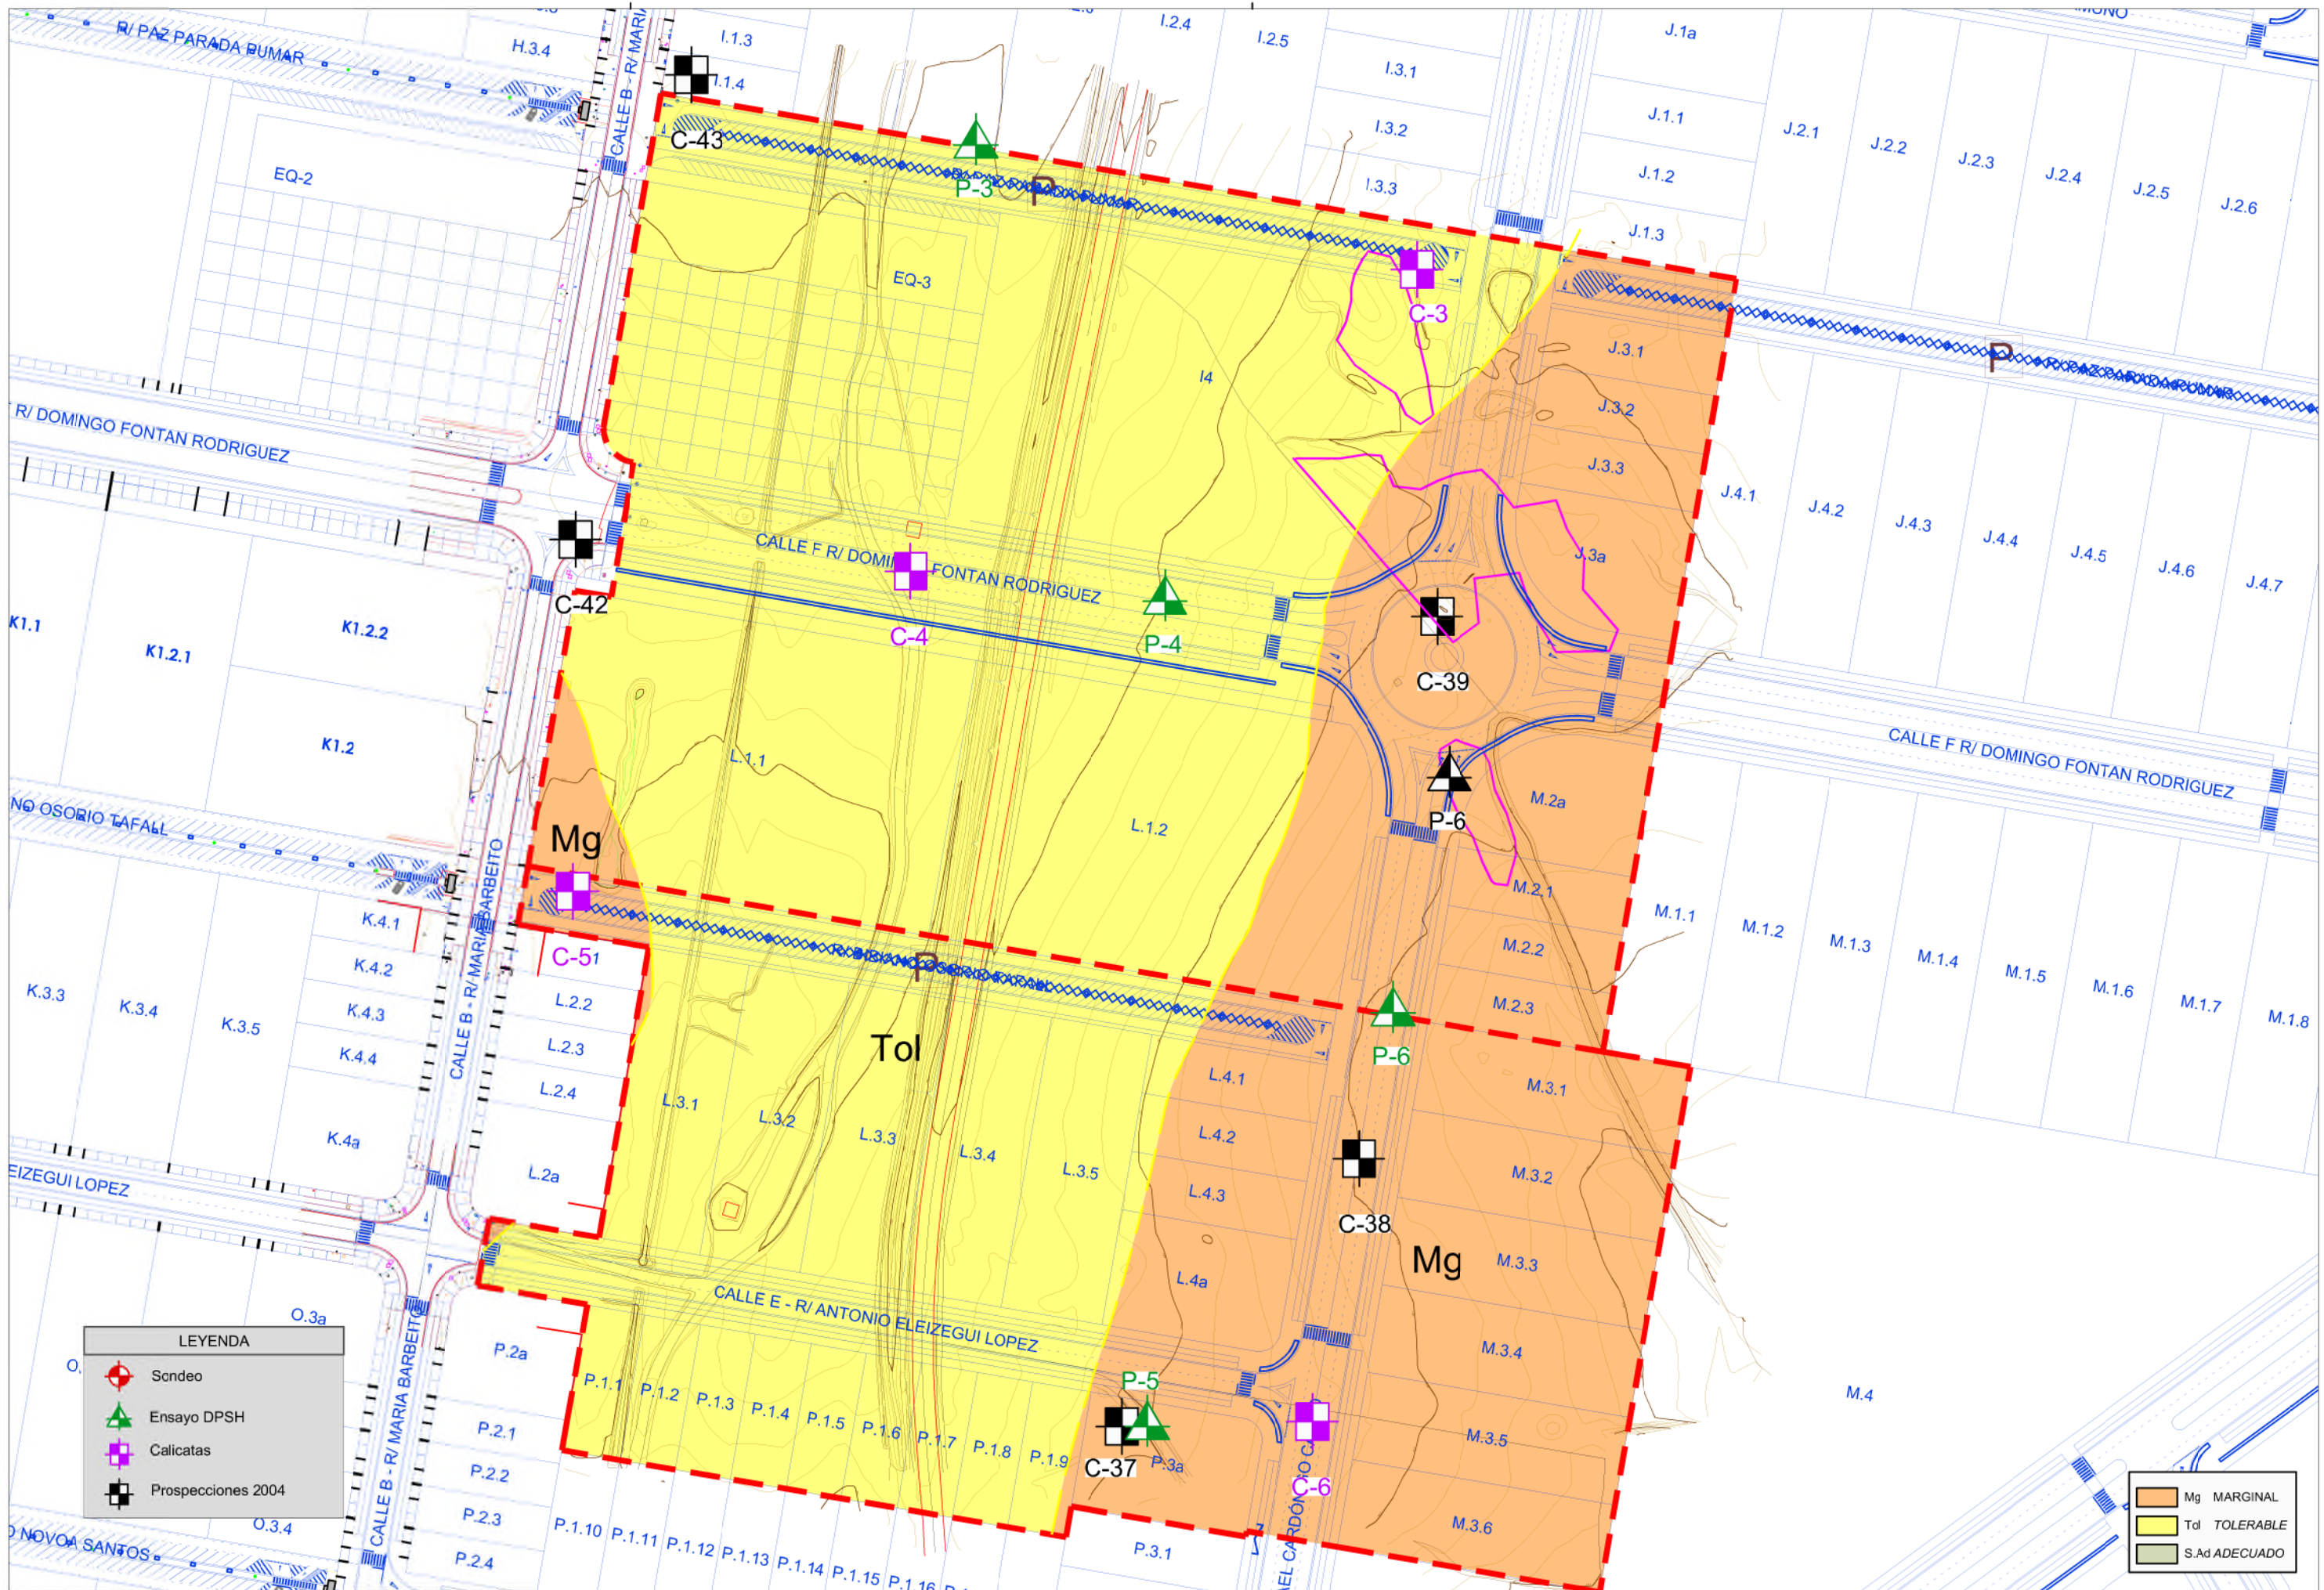 R/ PAZ PARADA PUMAR
H.3.4
CALLE B - R/ MARIA
I.1.3
I.1.4
I.2.4
I.2.5
I.3.1
I.3.2
I.3.3
J.1a
J.1.1
J.1.2
J.1.3
J.2.1
J.2.2
J.2.3
J.2.4
J.2.5
J.2.6
EQ-2
C-43
P-3
P
EQ-3
C-3
I4
J.3.1
J.3.2
J.3.3
J.3a
P
R/ PAZ PARADA PUMAR
R/ DOMINGO FONTAN RODRIGUEZ
J.4.1
J.4.2
J.4.3
J.4.4
J.4.5
J.4.6
J.4.7
C-42
CALLE F R/ DOMINGO FONTAN RODRIGUEZ
C-4
P-4
C-39
K1.1
K1.2.1
K1.2.2
K1.2
CALLE F R/ DOMINGO FONTAN RODRIGUEZ
L.1.1
L.1.2
P-6
M.2a
M.2.1
M.2.2
M.2.3
NO OSORIO TAFALL
Mg
C-5
P
M.1.1
M.1.2
M.1.3
M.1.4
M.1.5
M.1.6
M.1.7
M.1.8
K.3.3
K.3.4
K.3.5
K.4.1
K.4.2
K.4.3
K.4.4
K.4a
CALLE B - R/ MARIA BARBEITO
L.2.2
L.2.3
L.2.4
L.2a
Tol
P-6
L.3.1
L.3.2
L.3.3
L.3.4
L.3.5
L.4.1
L.4.2
L.4.3
L.4a
C-38
Mg
M.3.1
M.3.2
M.3.3
M.3.4
M.3.5
M.3.6
M.4
EIZEGUI LOPEZ
CALLE E - R/ ANTONIO ELEIZEGUI LOPEZ
O.3a
O.3.4
CALLE B - R/ MARIA BARBEITO
P.2a
P.2.1
P.2.2
P.2.3
P.2.4
P.1.1
P.1.2
P.1.3
P.1.4
P.1.5
P.1.6
P.1.7
P.1.8
P.1.9
P-5
C-37
P.3a
C-6
P.1.10
P.1.11
P.1.12
P.1.13
P.1.14
P.1.15
P.1.16
P.3.1
O NOVOA SANTOS
LEYENDA
Sondeo
Ensayo DPSH
Calicatas
Prospecciones 2004
Mg MARGINAL
Tol TOLERABLE
S.Ad ADECUADO